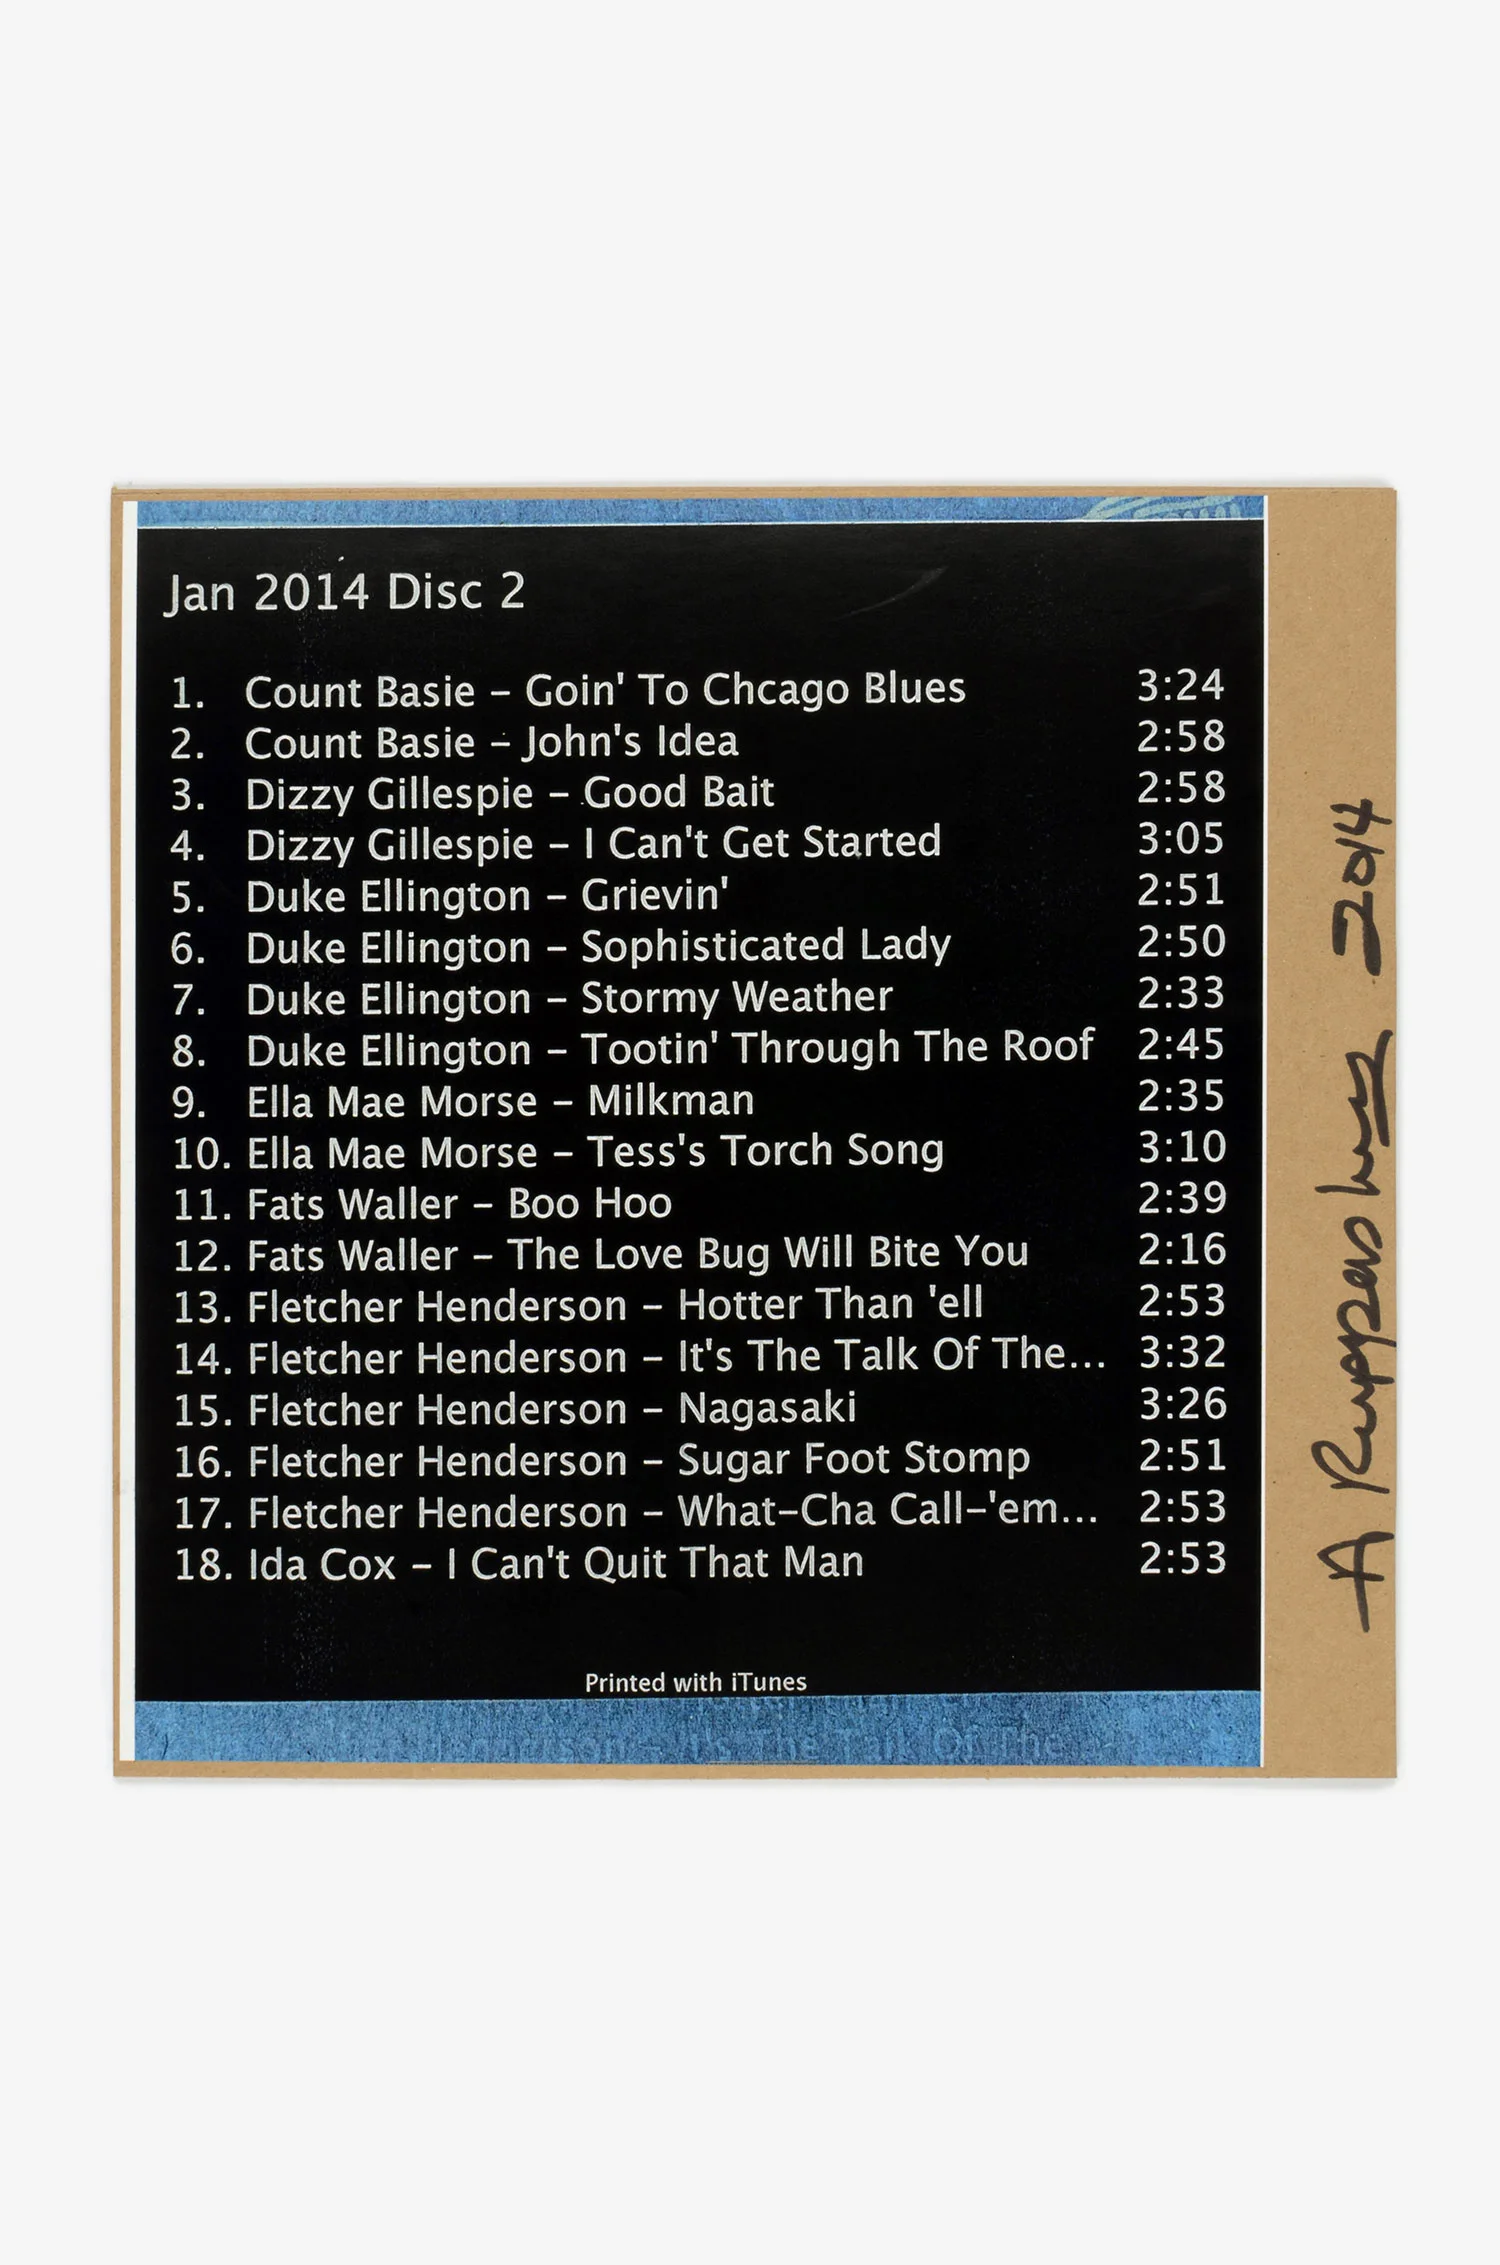 Jan 2014 Disc 2
1. Count Basie – Goin' To Chcago Blues 3:24
2. Count Basie – John's Idea 2:58
3. Dizzy Gillespie – Good Bait 2:58
4. Dizzy Gillespie – I Can't Get Started 3:05
5. Duke Ellington – Grievin' 2:51
6. Duke Ellington – Sophisticated Lady 2:50
7. Duke Ellington – Stormy Weather 2:33
8. Duke Ellington – Tootin' Through The Roof 2:45
9. Ella Mae Morse – Milkman 2:35
10. Ella Mae Morse – Tess's Torch Song 3:10
11. Fats Waller – Boo Hoo 2:39
12. Fats Waller – The Love Bug Will Bite You 2:16
13. Fletcher Henderson – Hotter Than 'ell 2:53
14. Fletcher Henderson – It's The Talk Of The... 3:32
15. Fletcher Henderson – Nagasaki 3:26
16. Fletcher Henderson – Sugar Foot Stomp 2:51
17. Fletcher Henderson – What-Cha Call-'em... 2:53
18. Ida Cox – I Can't Quit That Man 2:53
Printed with iTunes
It's The Talk Of The
A Ruppersberg 2014